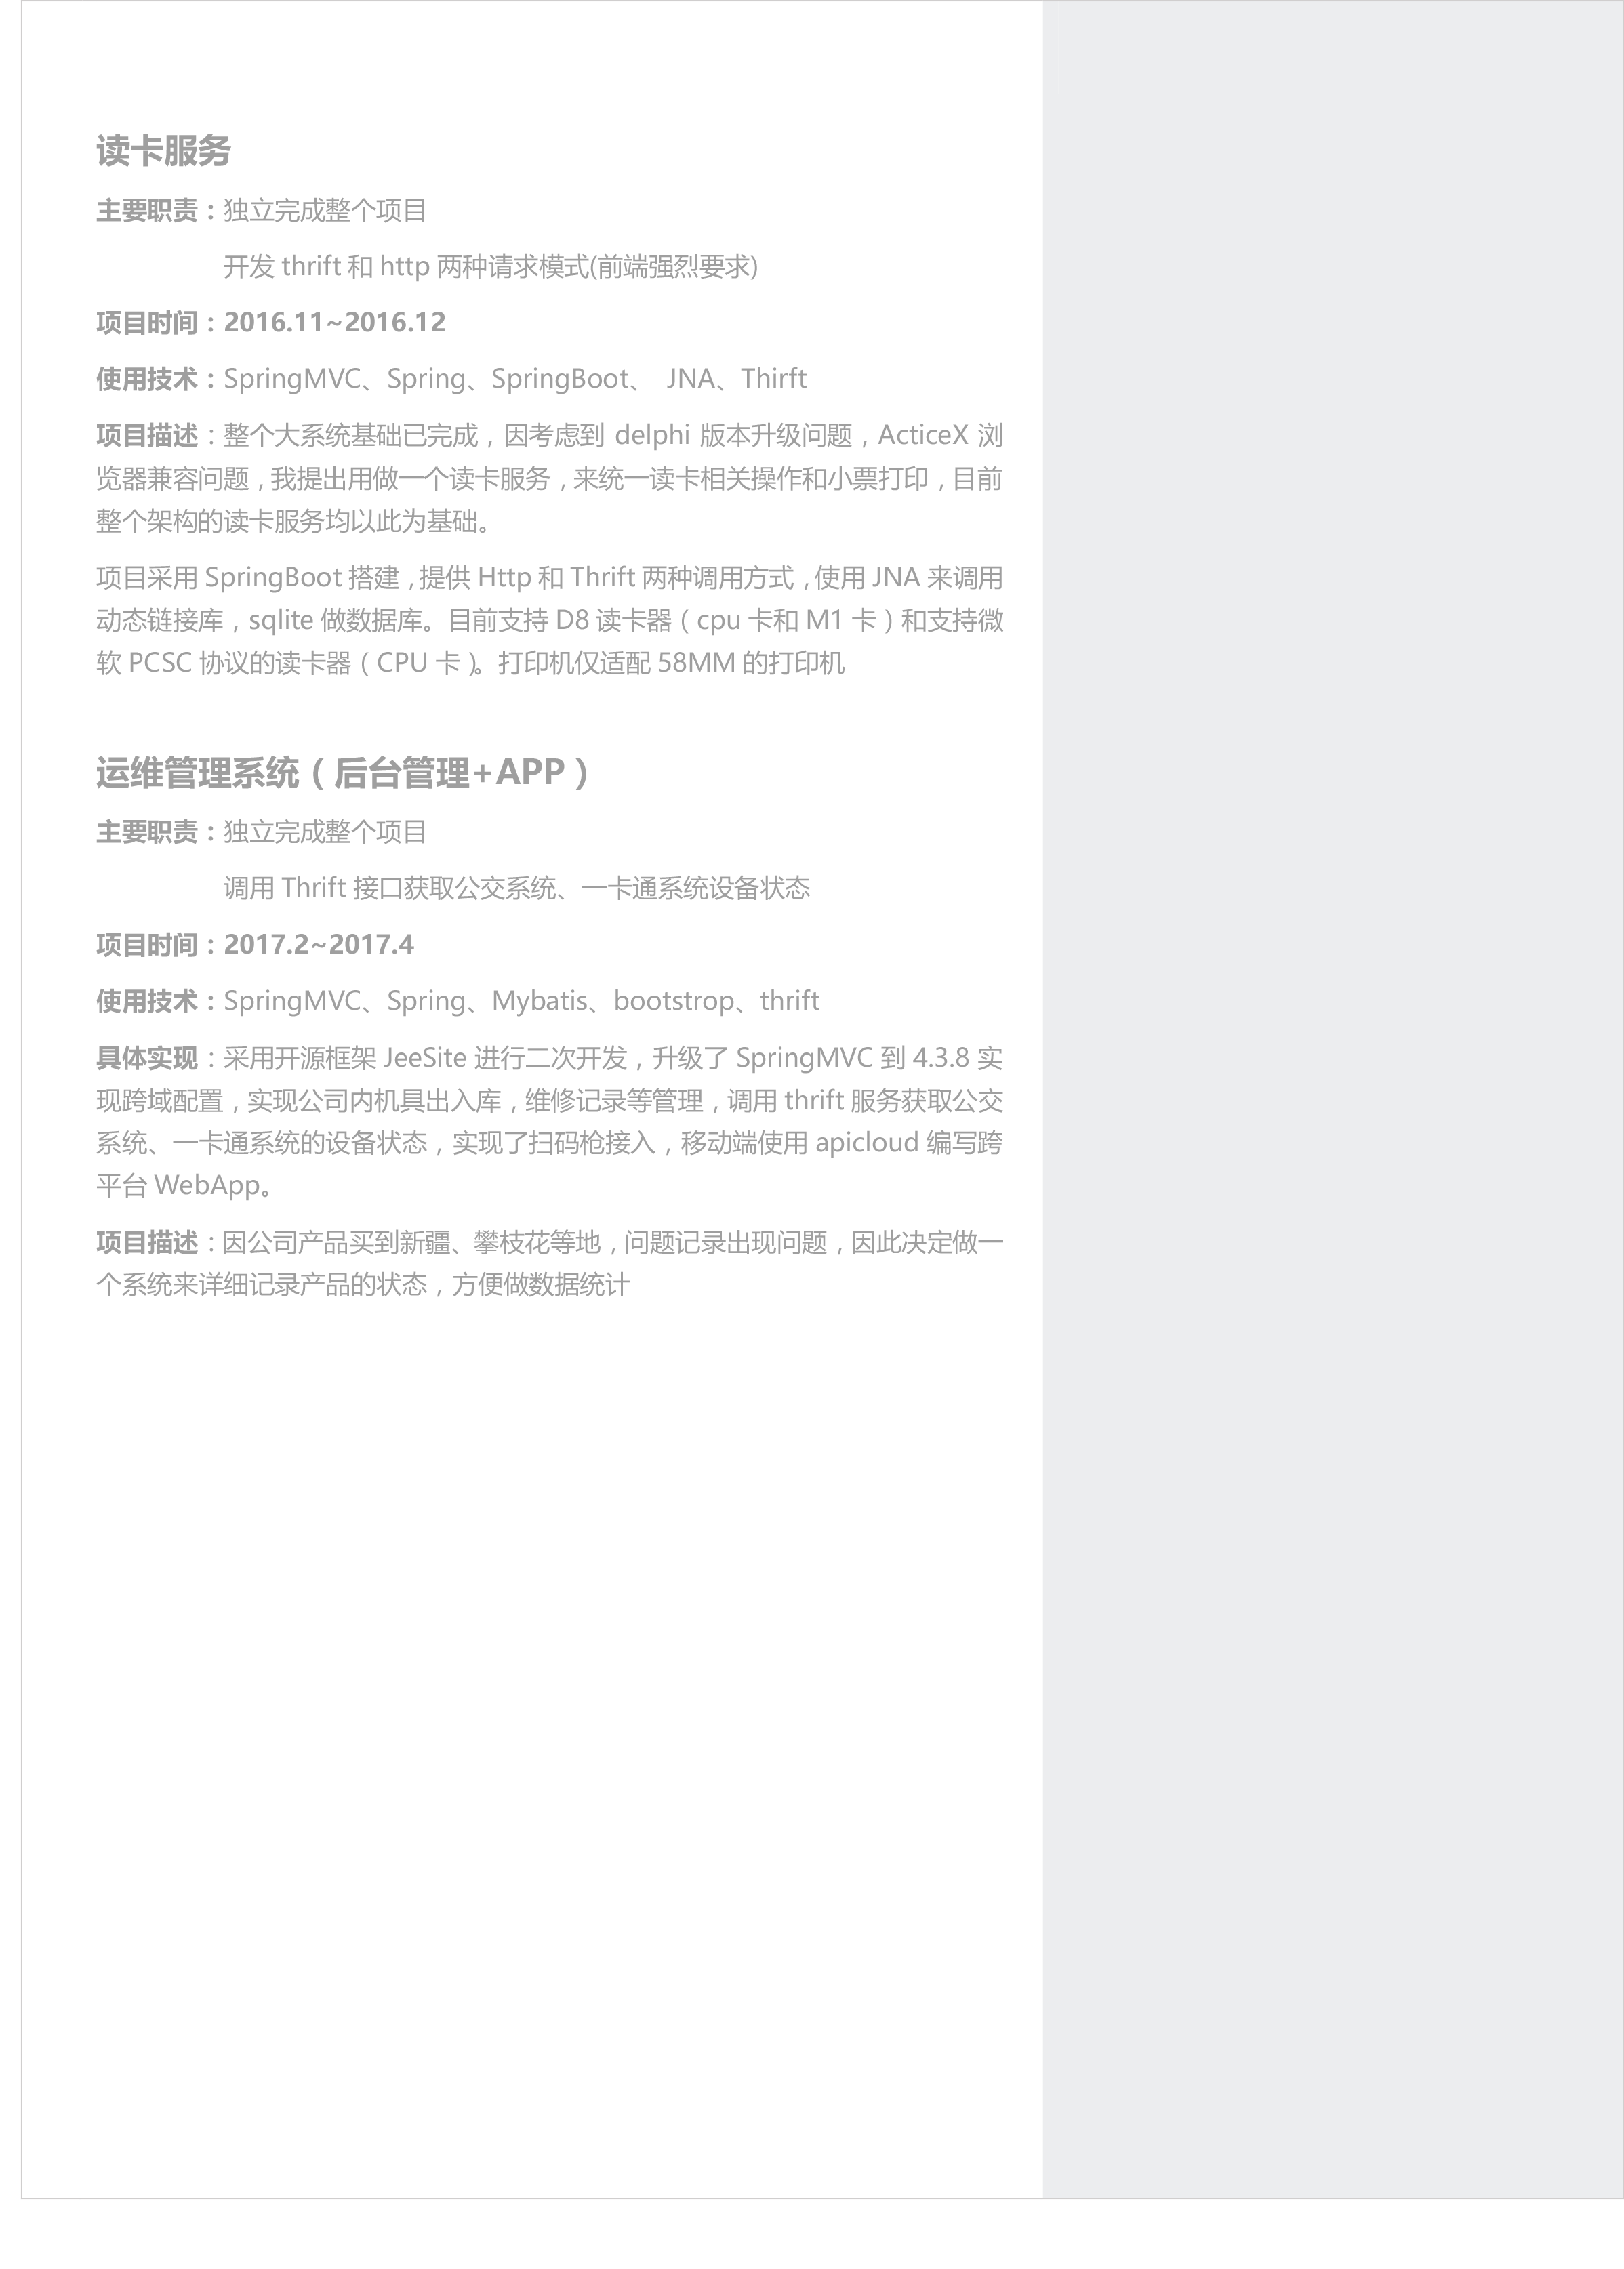 读卡服务
主要职责：独立完成整个项目
开发 thrift 和 http 两种请求模式(前端强烈要求)
项目时间：2016.11~2016.12
使用技术：SpringMVC、Spring、SpringBoot、 JNA、Thirft
项目描述：整个大系统基础已完成，因考虑到 delphi 版本升级问题，ActiceX 浏
览器兼容问题，我提出用做一个读卡服务，来统一读卡相关操作和小票打印，目前
整个架构的读卡服务均以此为基础。
项目采用 SpringBoot 搭建，提供 Http 和 Thrift 两种调用方式，使用 JNA 来调用
动态链接库，sqlite 做数据库。目前支持 D8 读卡器（cpu 卡和 M1 卡）和支持微
软 PCSC 协议的读卡器（CPU 卡）。打印机仅适配 58MM 的打印机
运维管理系统（后台管理+APP）
主要职责：独立完成整个项目
调用 Thrift 接口获取公交系统、一卡通系统设备状态
项目时间：2017.2~2017.4
使用技术：SpringMVC、Spring、Mybatis、bootstrop、thrift
具体实现：采用开源框架 JeeSite 进行二次开发，升级了 SpringMVC 到 4.3.8 实
现跨域配置，实现公司内机具出入库，维修记录等管理，调用 thrift 服务获取公交
系统、一卡通系统的设备状态，实现了扫码枪接入，移动端使用 apicloud 编写跨
平台 WebApp。
项目描述：因公司产品买到新疆、攀枝花等地，问题记录出现问题，因此决定做一
个系统来详细记录产品的状态，方便做数据统计